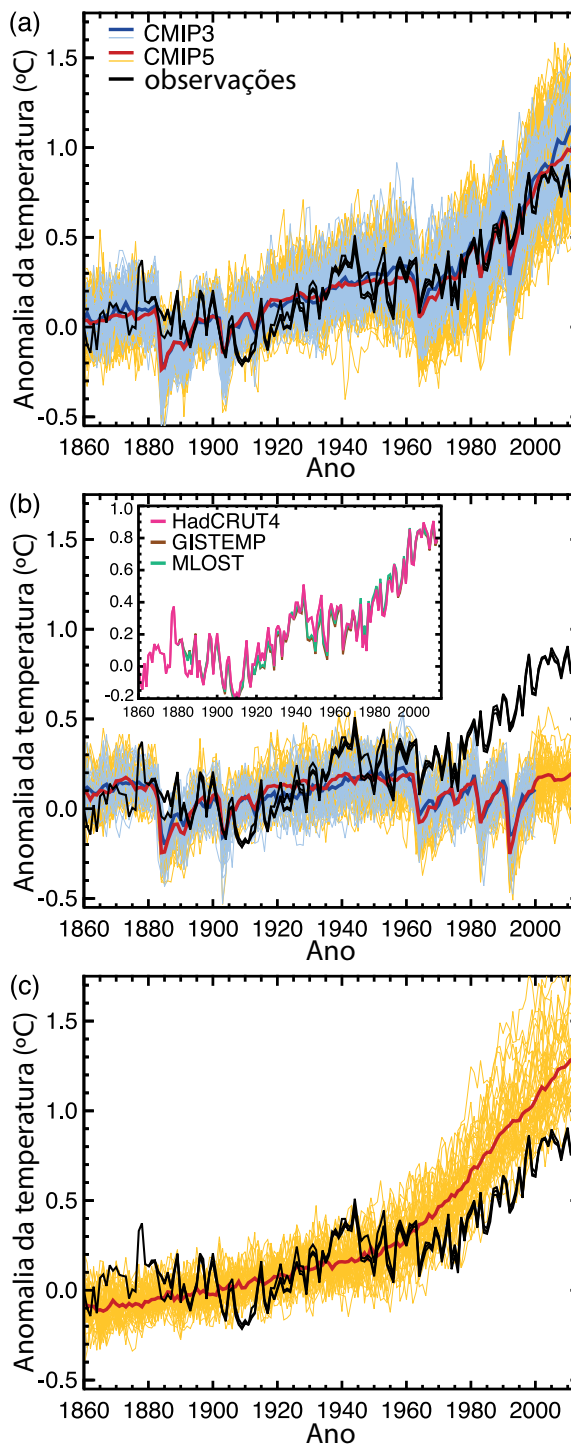 (a)
CMIP3
CMIP5
observações
Anomalia da temperatura (ºC)
1.5
1.0
0.5
0.0
-0.5
1860 1880 1900 1920 1940 1960 1980 2000
Ano
(b)
HadCRUT4
GISTEMP
MLOST
1.0
0.8
0.6
0.4
0.2
0.0
-0.2
1860 1880 1900 1920 1940 1960 1980 2000
Anomalia da temperatura (ºC)
1.5
1.0
0.5
0.0
-0.5
1860 1880 1900 1920 1940 1960 1980 2000
Ano
(c)
Anomalia da temperatura (ºC)
1.5
1.0
0.5
0.0
-0.5
1860 1880 1900 1920 1940 1960 1980 2000
Ano